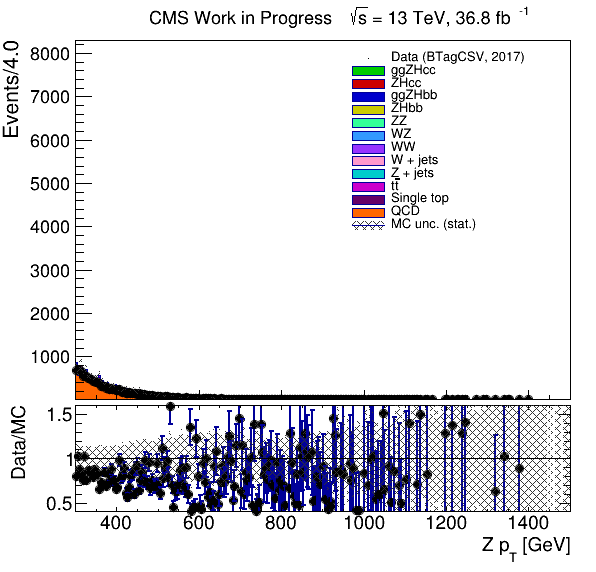 CMS Work in Progress √s = 13 TeV, 36.8 fb -1
Events/4.0
8000
7000
6000
5000
4000
3000
2000
1000
Data (BTagCSV, 2017)
ggZHcc
ZHcc
ggZHbb
ZHbb
ZZ
WZ
WW
W + jets
Z + jets
tt̅
Single top
QCD
MC unc. (stat.)
Data/MC
1.5
1
0.5
400 600 800 1000 1200 1400
Z pT [GeV]